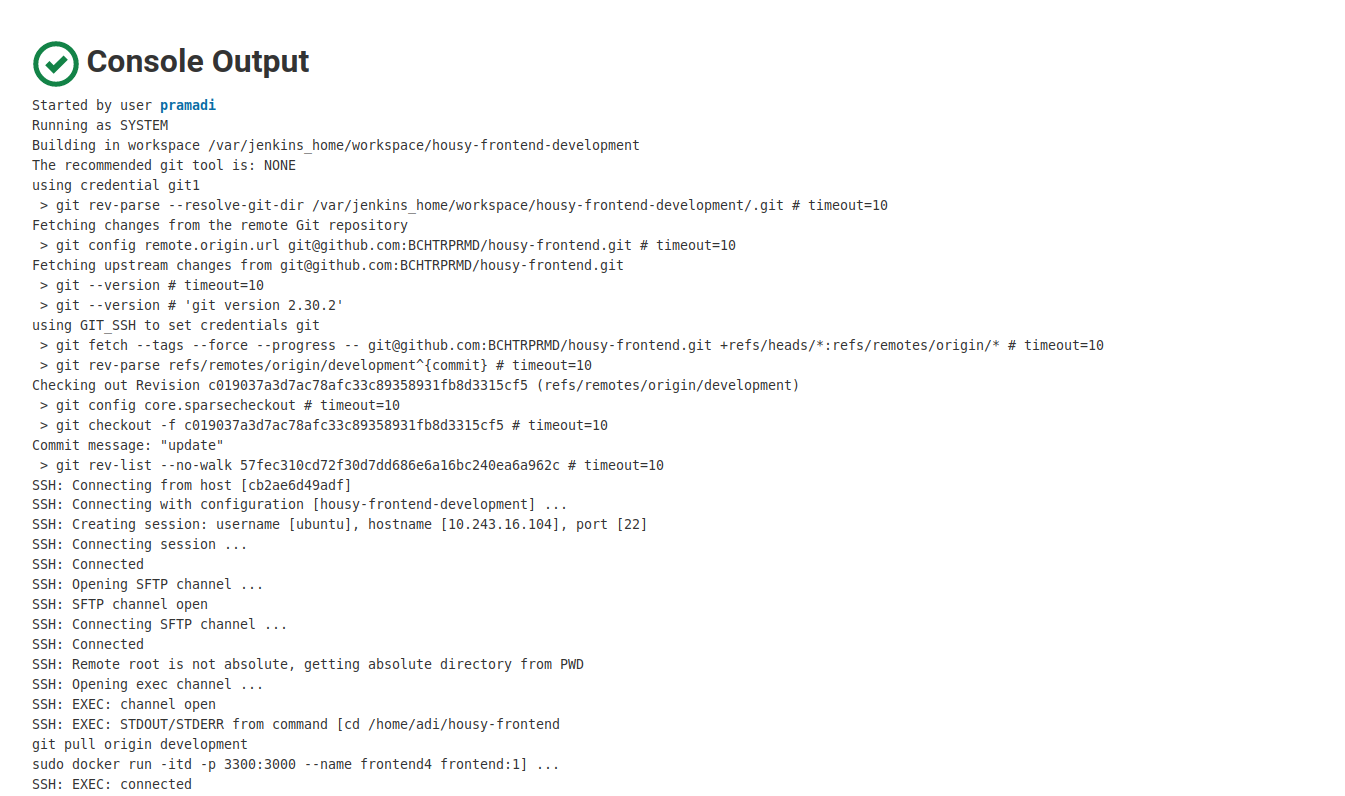 Console Output
Started by user pramadi
Running as SYSTEM
Building in workspace /var/jenkins_home/workspace/housy-frontend-development
The recommended git tool is: NONE
using credential git1
 > git rev-parse --resolve-git-dir /var/jenkins_home/workspace/housy-frontend-development/.git # timeout=10
Fetching changes from the remote Git repository
 > git config remote.origin.url git@github.com:BCHTRPRMD/housy-frontend.git # timeout=10
Fetching upstream changes from git@github.com:BCHTRPRMD/housy-frontend.git
 > git --version # timeout=10
 > git --version # 'git version 2.30.2'
using GIT_SSH to set credentials git
 > git fetch --tags --force --progress -- git@github.com:BCHTRPRMD/housy-frontend.git +refs/heads/*:refs/remotes/origin/* # timeout=10
 > git rev-parse refs/remotes/origin/development^{commit} # timeout=10
Checking out Revision c019037a3d7ac78afc33c89358931fb8d3315cf5 (refs/remotes/origin/development)
 > git config core.sparsecheckout # timeout=10
 > git checkout -f c019037a3d7ac78afc33c89358931fb8d3315cf5 # timeout=10
Commit message: "update"
 > git rev-list --no-walk 57fec310cd72f30d7dd686e6a16bc240ea6a962c # timeout=10
SSH: Connecting from host [cb2ae6d49adf]
SSH: Connecting with configuration [housy-frontend-development] ...
SSH: Creating session: username [ubuntu], hostname [10.243.16.104], port [22]
SSH: Connecting session ...
SSH: Connected
SSH: Opening SFTP channel ...
SSH: SFTP channel open
SSH: Connecting SFTP channel ...
SSH: Connected
SSH: Remote root is not absolute, getting absolute directory from PWD
SSH: Opening exec channel ...
SSH: EXEC: channel open
SSH: EXEC: STDOUT/STDERR from command [cd /home/adi/housy-frontend
git pull origin development
sudo docker run -itd -p 3300:3000 --name frontend4 frontend:1] ...
SSH: EXEC: connected